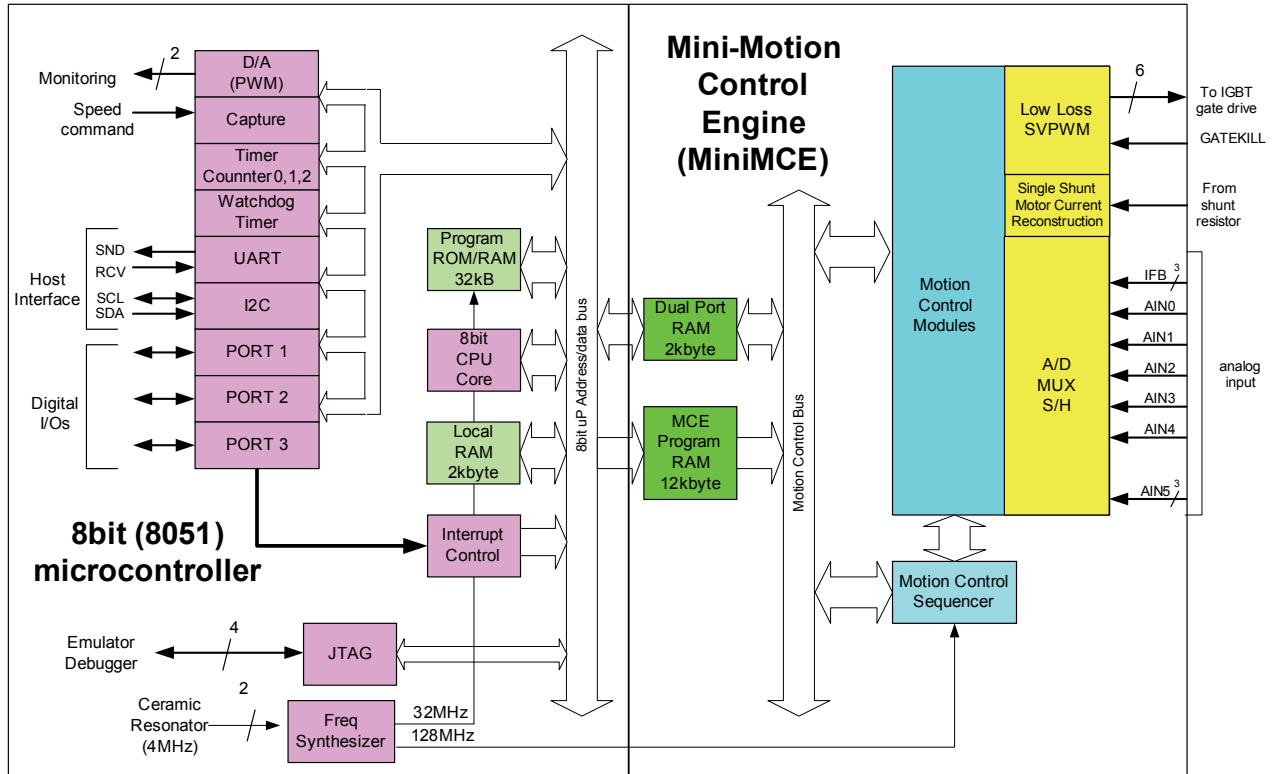 2
Monitoring
Speed
command
D/A
(PWM)
Capture
Timer
Counnter0,1,2
Watchdog
Timer
UART
I2C
PORT 1
PORT 2
PORT 3
Host
Interface
SND
RCV
SCL
SDA
Digital
I/Os
8bit (8051)
microcontroller
Program
ROM/RAM
32kB
8bit
CPU
Core
Local
RAM
2kbyte
Interrupt
Control
Emulator
Debugger
4
JTAG
Ceramic
Resonator
(4MHz)
2
Freq
Synthesizer
32MHz
128MHz
8bit uP Address/data bus
Mini-Motion
Control
Engine
(MiniMCE)
Dual Port
RAM
2kbyte
MCE
Program
RAM
12kbyte
Motion Control Bus
Motion
Control
Modules
Low Loss
SVPWM
Single Shunt
Motor Current
Reconstruction
A/D
MUX
S/H
Motion Control
Sequencer
6
To IGBT
gate drive
GATEKILL
From
shunt
resistor
IFB
3
AIN0
AIN1
AIN2
AIN3
AIN4
AIN5
3
analog
input